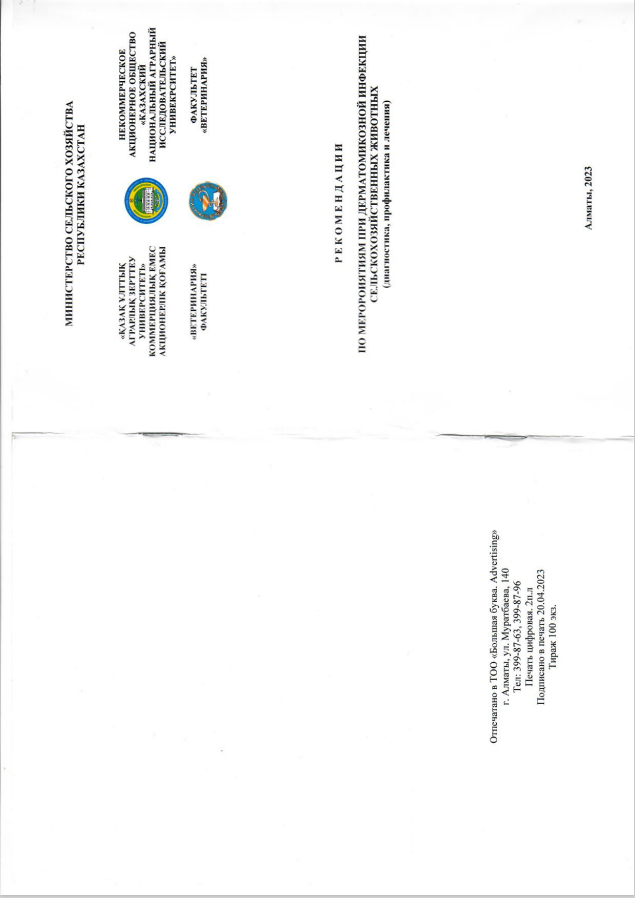 МИНИСТЕРСТВО СЕЛЬСКОГО ХОЗЯЙСТВА
РЕСПУБЛИКИ КАЗАХСТАН
«ҚАЗАҚ ҰЛТТЫҚ
АГРАРЛЫҚ ЗЕРТТЕУ
УНИВЕРСИТЕТІ»
КОММЕРЦИЯЛЫҚ ЕМЕС
АКЦИОНЕРЛІК ҚОҒАМЫ
НЕКОММЕРЧЕСКОЕ
АКЦИОНЕРНОЕ ОБЩЕСТВО
«КАЗАХСКИЙ
НАЦИОНАЛЬНЫЙ АГРАРНЫЙ
ИССЛЕДОВАТЕЛЬСКИЙ
УНИВЕКРСИТЕТ»
«ВЕТЕРИНАРИЯ»
ФАКУЛЬТЕТІ
ФАКУЛЬТЕТ
«ВЕТЕРИНАРИЯ»
Р Е К О М Е Н Д А Ц И И
ПО МЕРОРОИЯТИЯМ ПРИ ДЕРМАТОМИКОЗНОЙ ИНФЕКЦИИ
СЕЛЬСКОХОЗЯЙСТВЕННЫХ ЖИВОТНЫХ
(диагностика, профилактика и лечения)
Алматы, 2023
Отпечатано в ТОО «Большая буква. Advertising»
г. Алматы, ул. Муратбаева, 140
Тел: 399-87-63, 399-87-96
Печать цифровая. 2п.л
Подписано в печать 20.04.2023
Тираж 100 экз.